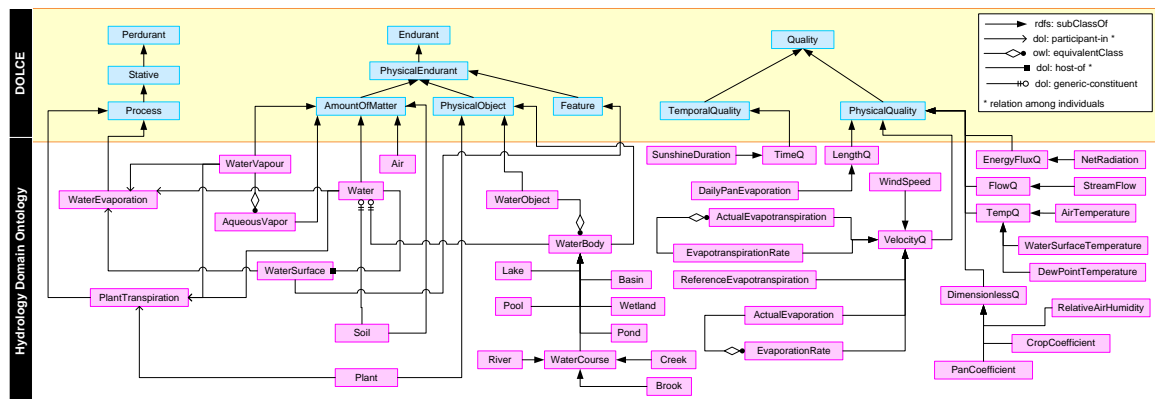 DOLCE
Hydrology Domain Ontology
Perdurant
Endurant
Quality
Stative
PhysicalEndurant
Process
AmountOfMatter
PhysicalObject
Feature
TemporalQuality
PhysicalQuality
rdfs: subClassOf
dol: participant-in *
owl: equivalentClass
dol: host-of *
dol: generic-constituent
* relation among individuals
WaterVapour
Air
SunshineDuration
TimeQ
LengthQ
EnergyFluxQ
NetRadiation
WaterEvaporation
Water
WaterObject
DailyPanEvaporation
WindSpeed
FlowQ
StreamFlow
AqueousVapor
ActualEvapotranspiration
TempQ
AirTemperature
WaterBody
VelocityQ
EvapotranspirationRate
WaterSurfaceTemperature
WaterSurface
Lake
Basin
ReferenceEvapotranspiration
DewPointTemperature
PlantTranspiration
Pool
Wetland
DimensionlessQ
RelativeAirHumidity
Soil
Pond
ActualEvaporation
CropCoefficient
River
WaterCourse
Creek
EvaporationRate
PanCoefficient
Plant
Brook